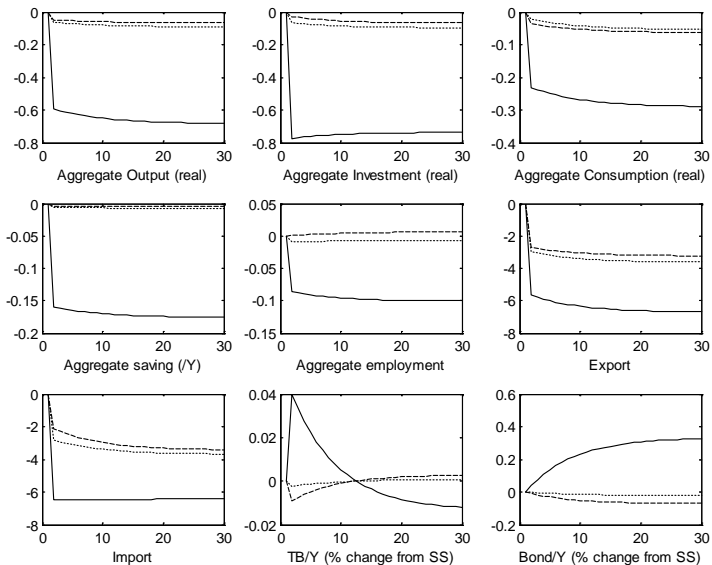 0
-0.2
-0.4
-0.6
-0.8
0 10 20 30
Aggregate Output (real)
0
-0.2
-0.4
-0.6
-0.8
0 10 20 30
Aggregate Investment (real)
0
-0.1
-0.2
-0.3
-0.4
0 10 20 30
Aggregate Consumption (real)
0
-0.05
-0.1
-0.15
-0.2
0 10 20 30
Aggregate saving (/Y)
0.05
0
-0.05
-0.1
-0.15
0 10 20 30
Aggregate employment
0
-2
-4
-6
-8
0 10 20 30
Export
0
-2
-4
-6
-8
0 10 20 30
Import
0.04
0.02
0
-0.02
0 10 20 30
TB/Y (% change from SS)
0.6
0.4
0.2
0
-0.2
0 10 20 30
Bond/Y (% change from SS)